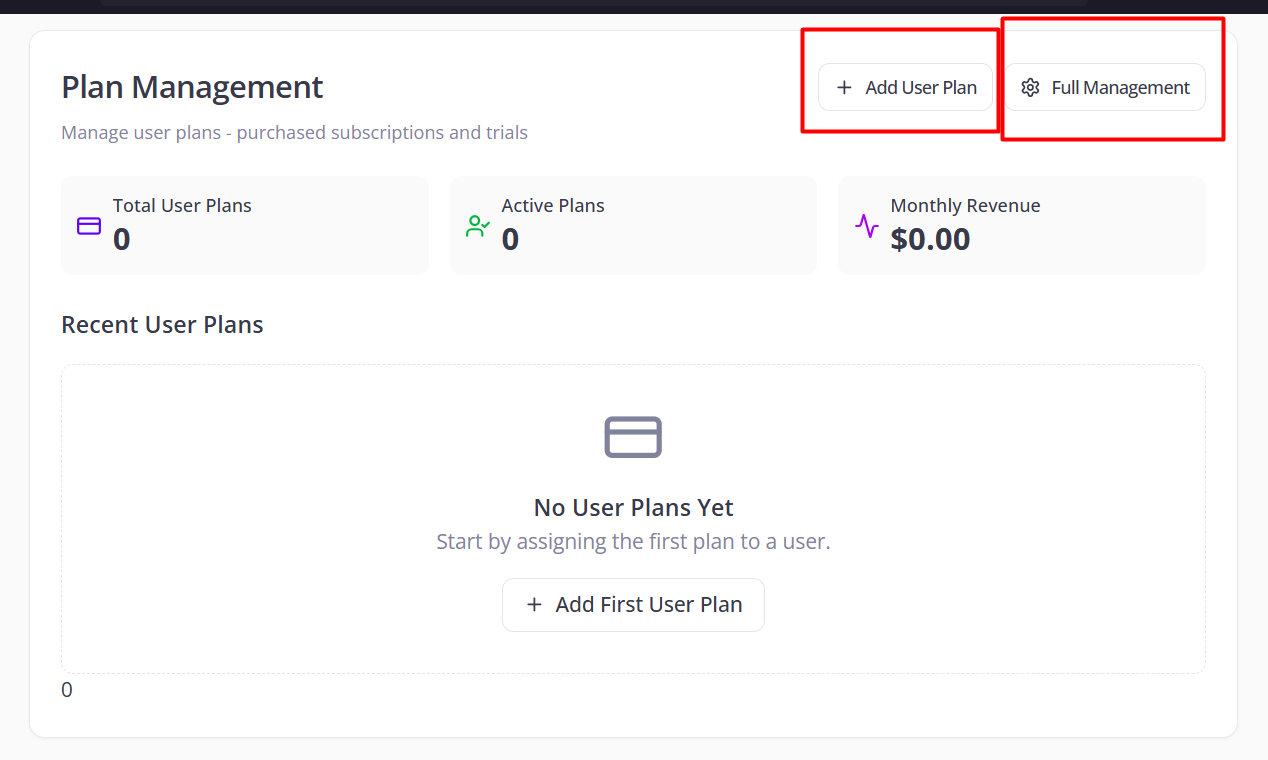 Plan Management
Add User Plan
Full Management
Manage user plans - purchased subscriptions and trials
Total User Plans
0
Active Plans
0
Monthly Revenue
$0.00
Recent User Plans
No User Plans Yet
Start by assigning the first plan to a user.
Add First User Plan
0